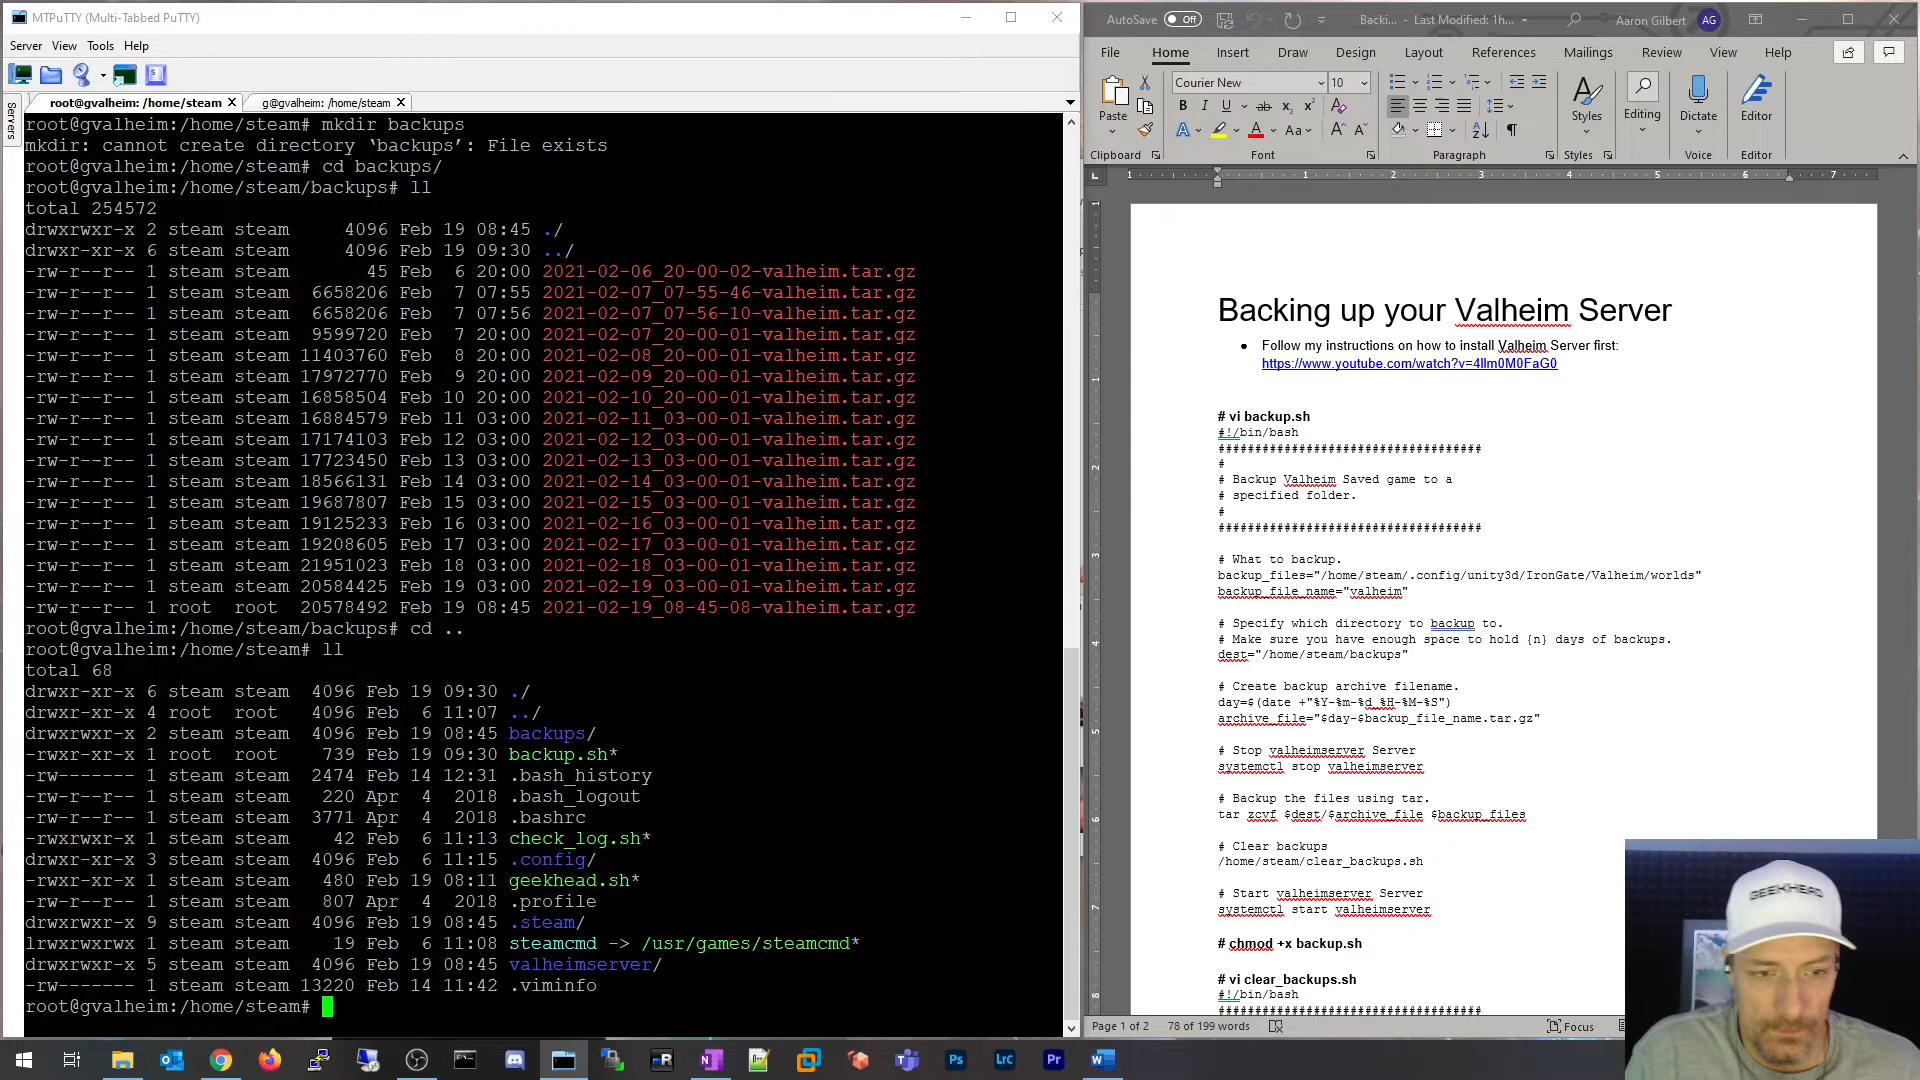 MTPuTTY (Multi-Tabbed PuTTY)
Server View Tools Help
Servers
root@gvalheim: /home/steam
g@gvalheim: /home/steam
root@gvalheim:/home/steam# mkdir backups
mkdir: cannot create directory ‘backups’: File exists
root@gvalheim:/home/steam# cd backups/
root@gvalheim:/home/steam/backups# ll
total 254572
drwxrwxr-x 2 steam steam 4096 Feb 19 08:45 ./
drwxr-xr-x 6 steam steam 4096 Feb 19 09:30 ../
-rw-r--r-- 1 steam steam 45 Feb 6 20:00 2021-02-06_20-00-02-valheim.tar.gz
-rw-r--r-- 1 steam steam 6658206 Feb 7 07:55 2021-02-07_07-55-46-valheim.tar.gz
-rw-r--r-- 1 steam steam 6658206 Feb 7 07:56 2021-02-07_07-56-10-valheim.tar.gz
-rw-r--r-- 1 steam steam 9599720 Feb 7 20:00 2021-02-07_20-00-01-valheim.tar.gz
-rw-r--r-- 1 steam steam 11403760 Feb 8 20:00 2021-02-08_20-00-01-valheim.tar.gz
-rw-r--r-- 1 steam steam 17972770 Feb 9 20:00 2021-02-09_20-00-01-valheim.tar.gz
-rw-r--r-- 1 steam steam 16858504 Feb 10 20:00 2021-02-10_20-00-01-valheim.tar.gz
-rw-r--r-- 1 steam steam 16884579 Feb 11 03:00 2021-02-11_03-00-01-valheim.tar.gz
-rw-r--r-- 1 steam steam 17174103 Feb 12 03:00 2021-02-12_03-00-01-valheim.tar.gz
-rw-r--r-- 1 steam steam 17723450 Feb 13 03:00 2021-02-13_03-00-01-valheim.tar.gz
-rw-r--r-- 1 steam steam 18566131 Feb 14 03:00 2021-02-14_03-00-01-valheim.tar.gz
-rw-r--r-- 1 steam steam 19687807 Feb 15 03:00 2021-02-15_03-00-01-valheim.tar.gz
-rw-r--r-- 1 steam steam 19125233 Feb 16 03:00 2021-02-16_03-00-01-valheim.tar.gz
-rw-r--r-- 1 steam steam 19208605 Feb 17 03:00 2021-02-17_03-00-01-valheim.tar.gz
-rw-r--r-- 1 steam steam 21951023 Feb 18 03:00 2021-02-18_03-00-01-valheim.tar.gz
-rw-r--r-- 1 steam steam 20584425 Feb 19 03:00 2021-02-19_03-00-01-valheim.tar.gz
-rw-r--r-- 1 root root 20578492 Feb 19 08:45 2021-02-19_08-45-08-valheim.tar.gz
root@gvalheim:/home/steam/backups# cd ..
root@gvalheim:/home/steam# ll
total 68
drwxr-xr-x 6 steam steam 4096 Feb 19 09:30 ./
drwxr-xr-x 4 root root 4096 Feb 6 11:07 ../
drwxrwxr-x 2 steam steam 4096 Feb 19 08:45 backups/
-rwxr-xr-x 1 root root 739 Feb 19 09:30 backup.sh*
-rw------- 1 steam steam 2474 Feb 14 12:31 .bash_history
-rw-r--r-- 1 steam steam 220 Apr 4 2018 .bash_logout
-rw-r--r-- 1 steam steam 3771 Apr 4 2018 .bashrc
-rwxrwxr-x 1 steam steam 42 Feb 6 11:13 check_log.sh*
drwxr-xr-x 3 steam steam 4096 Feb 6 11:15 .config/
-rwxr-xr-x 1 steam steam 480 Feb 19 08:11 geekhead.sh*
-rw-r--r-- 1 steam steam 807 Apr 4 2018 .profile
drwxrwxr-x 9 steam steam 4096 Feb 19 08:45 .steam/
lrwxrwxrwx 1 steam steam 19 Feb 6 11:08 steamcmd -> /usr/games/steamcmd*
drwxrwxr-x 5 steam steam 4096 Feb 19 08:45 valheimserver/
-rw------- 1 steam steam 13220 Feb 14 11:42 .viminfo
root@gvalheim:/home/steam#
AutoSave Off Backi... - Last Modified: 1h... Aaron Gilbert AG
File Home Insert Draw Design Layout References Mailings Review View Help
Courier New 10
Paste Styles Editing Dictate Editor
Clipboard Font Paragraph Styles Voice Editor
1 1 2 3 4 5 6 7
Backing up your Valheim Server
● Follow my instructions on how to install Valheim Server first:
https://www.youtube.com/watch?v=4Ilm0M0FaG0
# vi backup.sh
#!/bin/bash
####################################
#
# Backup Valheim Saved game to a
# specified folder.
#
####################################
# What to backup.
backup_files="/home/steam/.config/unity3d/IronGate/Valheim/worlds"
backup_file_name="valheim"
# Specify which directory to backup to.
# Make sure you have enough space to hold {n} days of backups.
dest="/home/steam/backups"
# Create backup archive filename.
day=$(date +"%Y-%m-%d_%H-%M-%S")
archive_file="$day-$backup_file_name.tar.gz"
# Stop valheimserver Server
systemctl stop valheimserver
# Backup the files using tar.
tar zcvf $dest/$archive_file $backup_files
# Clear backups
/home/steam/clear_backups.sh
# Start valheimserver Server
systemctl start valheimserver
# chmod +x backup.sh
# vi clear_backups.sh
#!/bin/bash
####################################
Page 1 of 2 78 of 199 words Focus
GEEKHEAD
mR N Ps Lrc Pr W